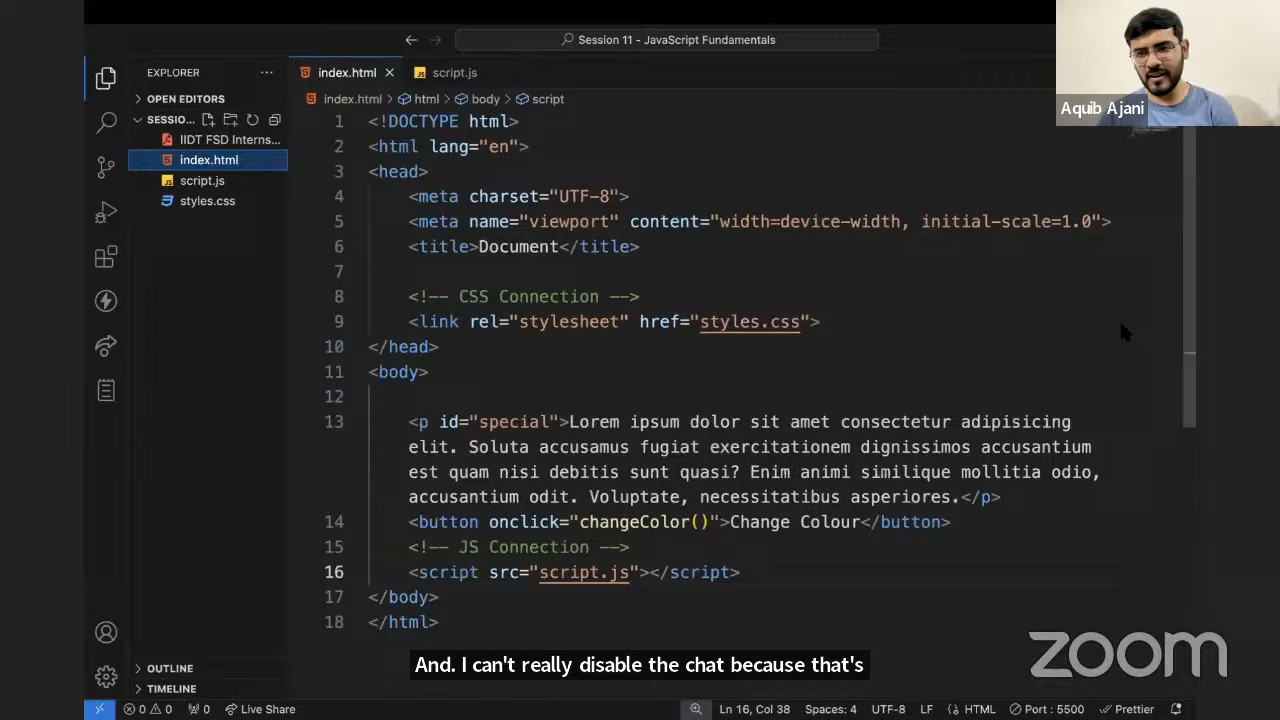 Session 11 - JavaScript Fundamentals
Aquib Ajani
EXPLORER
OPEN EDITORS
SESSIO...
IIDT FSD Interns...
index.html
script.js
styles.css
OUTLINE
TIMELINE
index.html
script.js
index.html > html > body > script
1 <!DOCTYPE html>
2 <html lang="en">
3 <head>
4 <meta charset="UTF-8">
5 <meta name="viewport" content="width=device-width, initial-scale=1.0">
6 <title>Document</title>
7
8 <!-- CSS Connection -->
9 <link rel="stylesheet" href="styles.css">
10 </head>
11 <body>
12
13 <p id="special">Lorem ipsum dolor sit amet consectetur adipisicing
elit. Soluta accusamus fugiat exercitationem dignissimos accusantium
est quam nisi debitis sunt quasi? Enim animi similique mollitia odio,
accusantium odit. Voluptate, necessitatibus asperiores.</p>
14 <button onclick="changeColor()">Change Colour</button>
15 <!-- JS Connection -->
16 <script src="script.js"></script>
17 </body>
18 </html>
And. I can't really disable the chat because that's
zoom
0 0 0 Live Share Ln 16, Col 38 Spaces: 4 UTF-8 LF HTML Port : 5500 Prettier